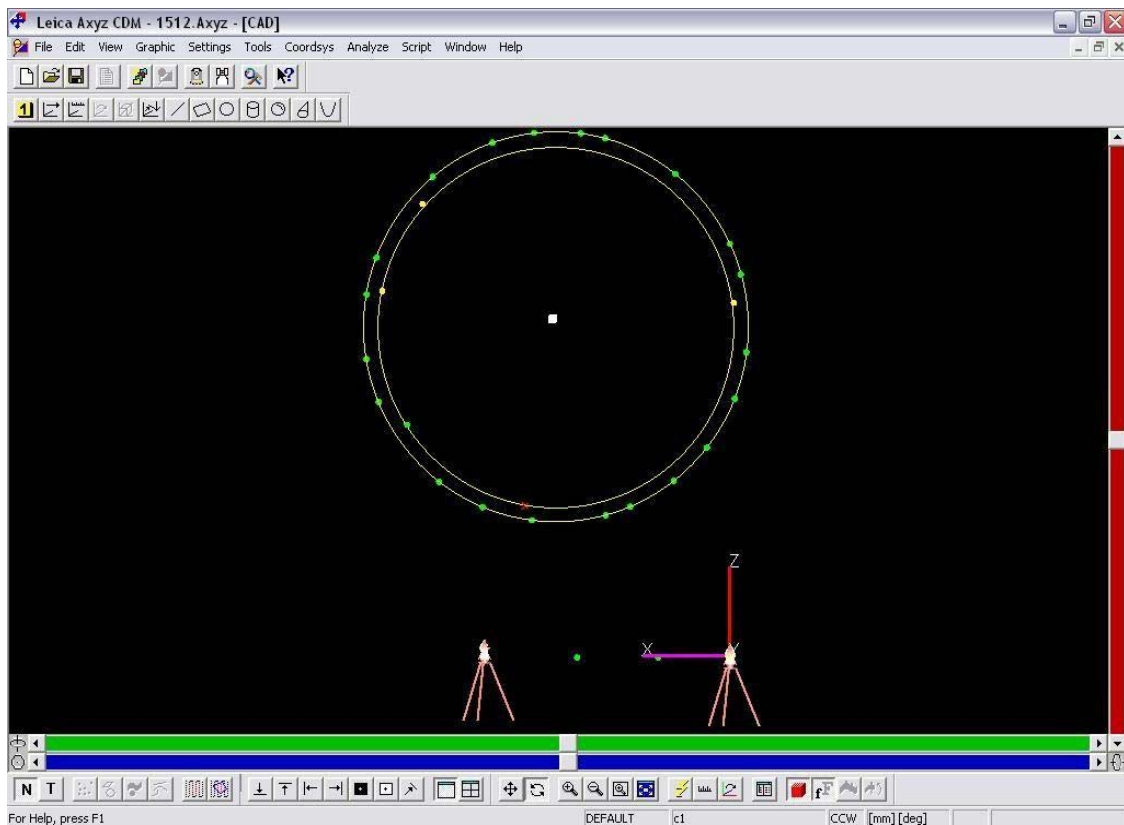 Leica Axyz CDM - 1512.Axyz - [CAD]
File Edit View Graphic Settings Tools Coordsys Analyze Script Window Help
1
Z
X Y
N T
For Help, press F1 DEFAULT c1 CCW [mm] [deg]